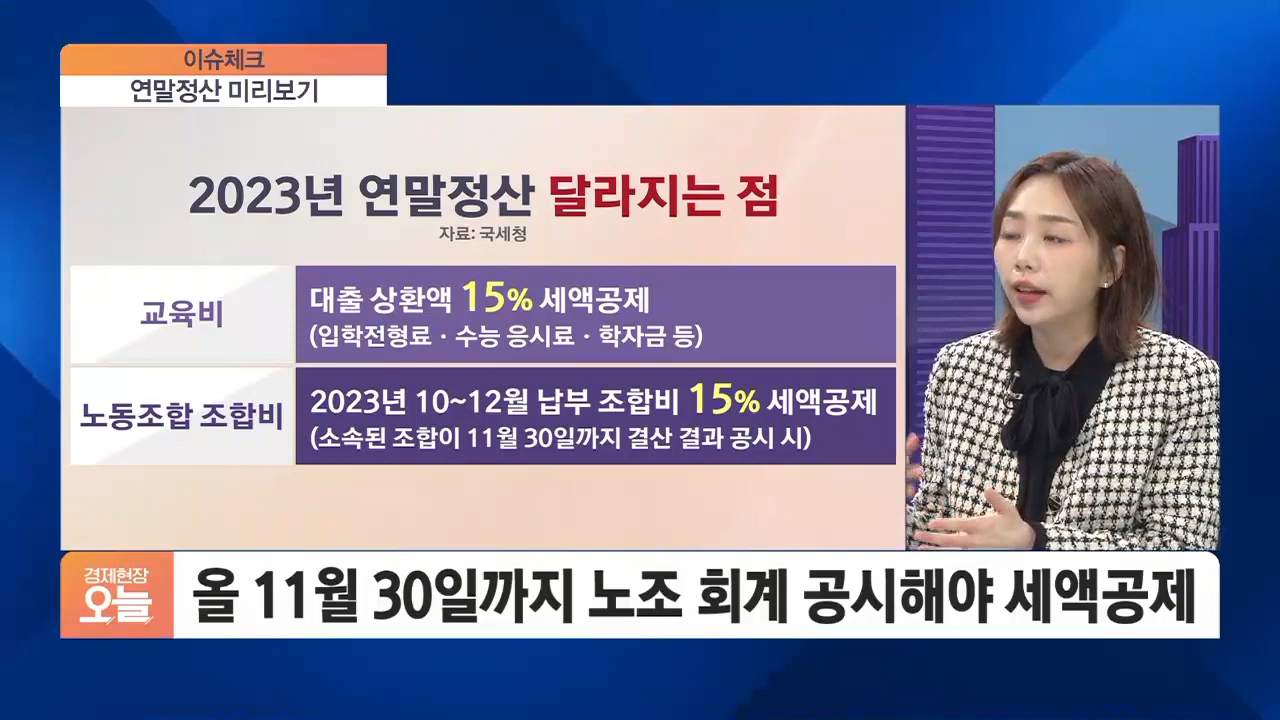 이슈체크
연말정산 미리보기
2023년 연말정산 달라지는 점
자료: 국세청
교육비
대출 상환액 15% 세액공제
(입학전형료 · 수능 응시료 · 학자금 등)
노동조합 조합비
2023년 10~12월 납부 조합비 15% 세액공제
(소속된 조합이 11월 30일까지 결산 결과 공시 시)
경제현장
오늘
올 11월 30일까지 노조 회계 공시해야 세액공제